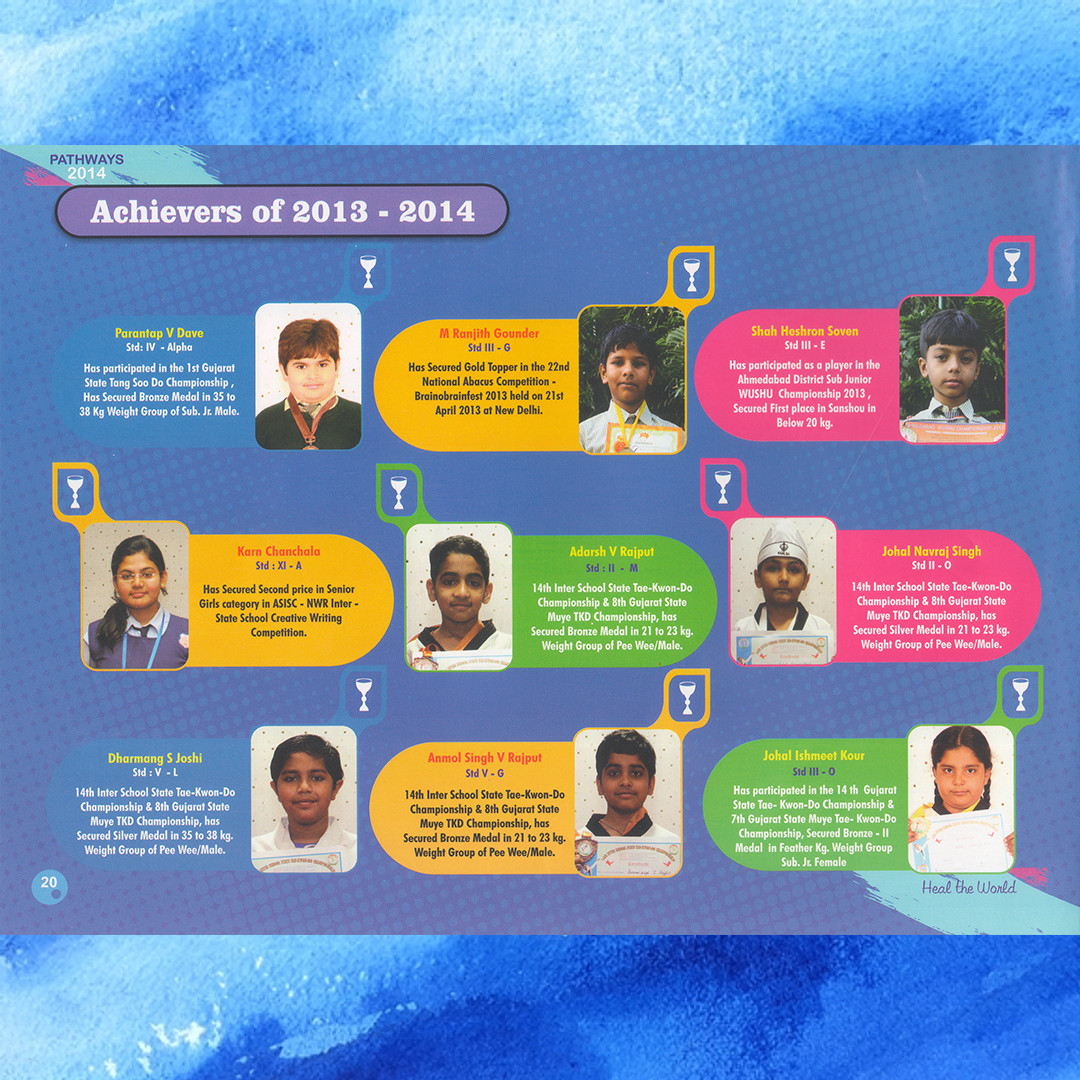 PATHWAYS
2014
Achievers of 2013 - 2014
Parantap V Dave
Std: IV - Alpha
Has participated in the 1st Gujarat
State Tang Soo Do Championship ,
Has Secured Bronze Medal in 35 to
38 Kg Weight Group of Sub. Jr. Male.
M Ranjith Gounder
Std III - G
Has Secured Gold Topper in the 22nd
National Abacus Competition -
Brainobrainfest 2013 held on 21st
April 2013 at New Delhi.
Shah Heshron Soven
Std III - E
Has participated as a player in the
Ahmedabad District Sub Junior
WUSHU Championship 2013 ,
Secured First place in Sanshou in
Below 20 kg.
Karn Chanchala
Std : XI - A
Has Secured Second price in Senior
Girls category in ASISC - NWR Inter -
State School Creative Writing
Competition.
Adarsh V Rajput
Std : II - M
14th Inter School State Tae-Kwon-Do
Championship & 8th Gujarat State
Muye TKD Championship, has
Secured Bronze Medal in 21 to 23 kg.
Weight Group of Pee Wee/Male.
Johal Navraj Singh
Std II - O
14th Inter School State Tae-Kwon-Do
Championship & 8th Gujarat State
Muye TKD Championship, has
Secured Silver Medal in 21 to 23 kg.
Weight Group of Pee Wee/Male.
Dharmang S Joshi
Std : V - L
14th Inter School State Tae-Kwon-Do
Championship & 8th Gujarat State
Muye TKD Championship, has
Secured Silver Medal in 35 to 38 kg.
Weight Group of Pee Wee/Male.
Anmol Singh V Rajput
Std V - G
14th Inter School State Tae-Kwon-Do
Championship & 8th Gujarat State
Muye TKD Championship, has
Secured Bronze Medal in 21 to 23 kg.
Weight Group of Pee Wee/Male.
Johal Ishmeet Kour
Std III - O
Has participated in the 14 th Gujarat
State Tae- Kwon-Do Championship &
7th Gujarat State Muye Tae- Kwon-Do
Championship, Secured Bronze - II
Medal in Feather Kg. Weight Group
Sub. Jr. Female
20
Heal the World